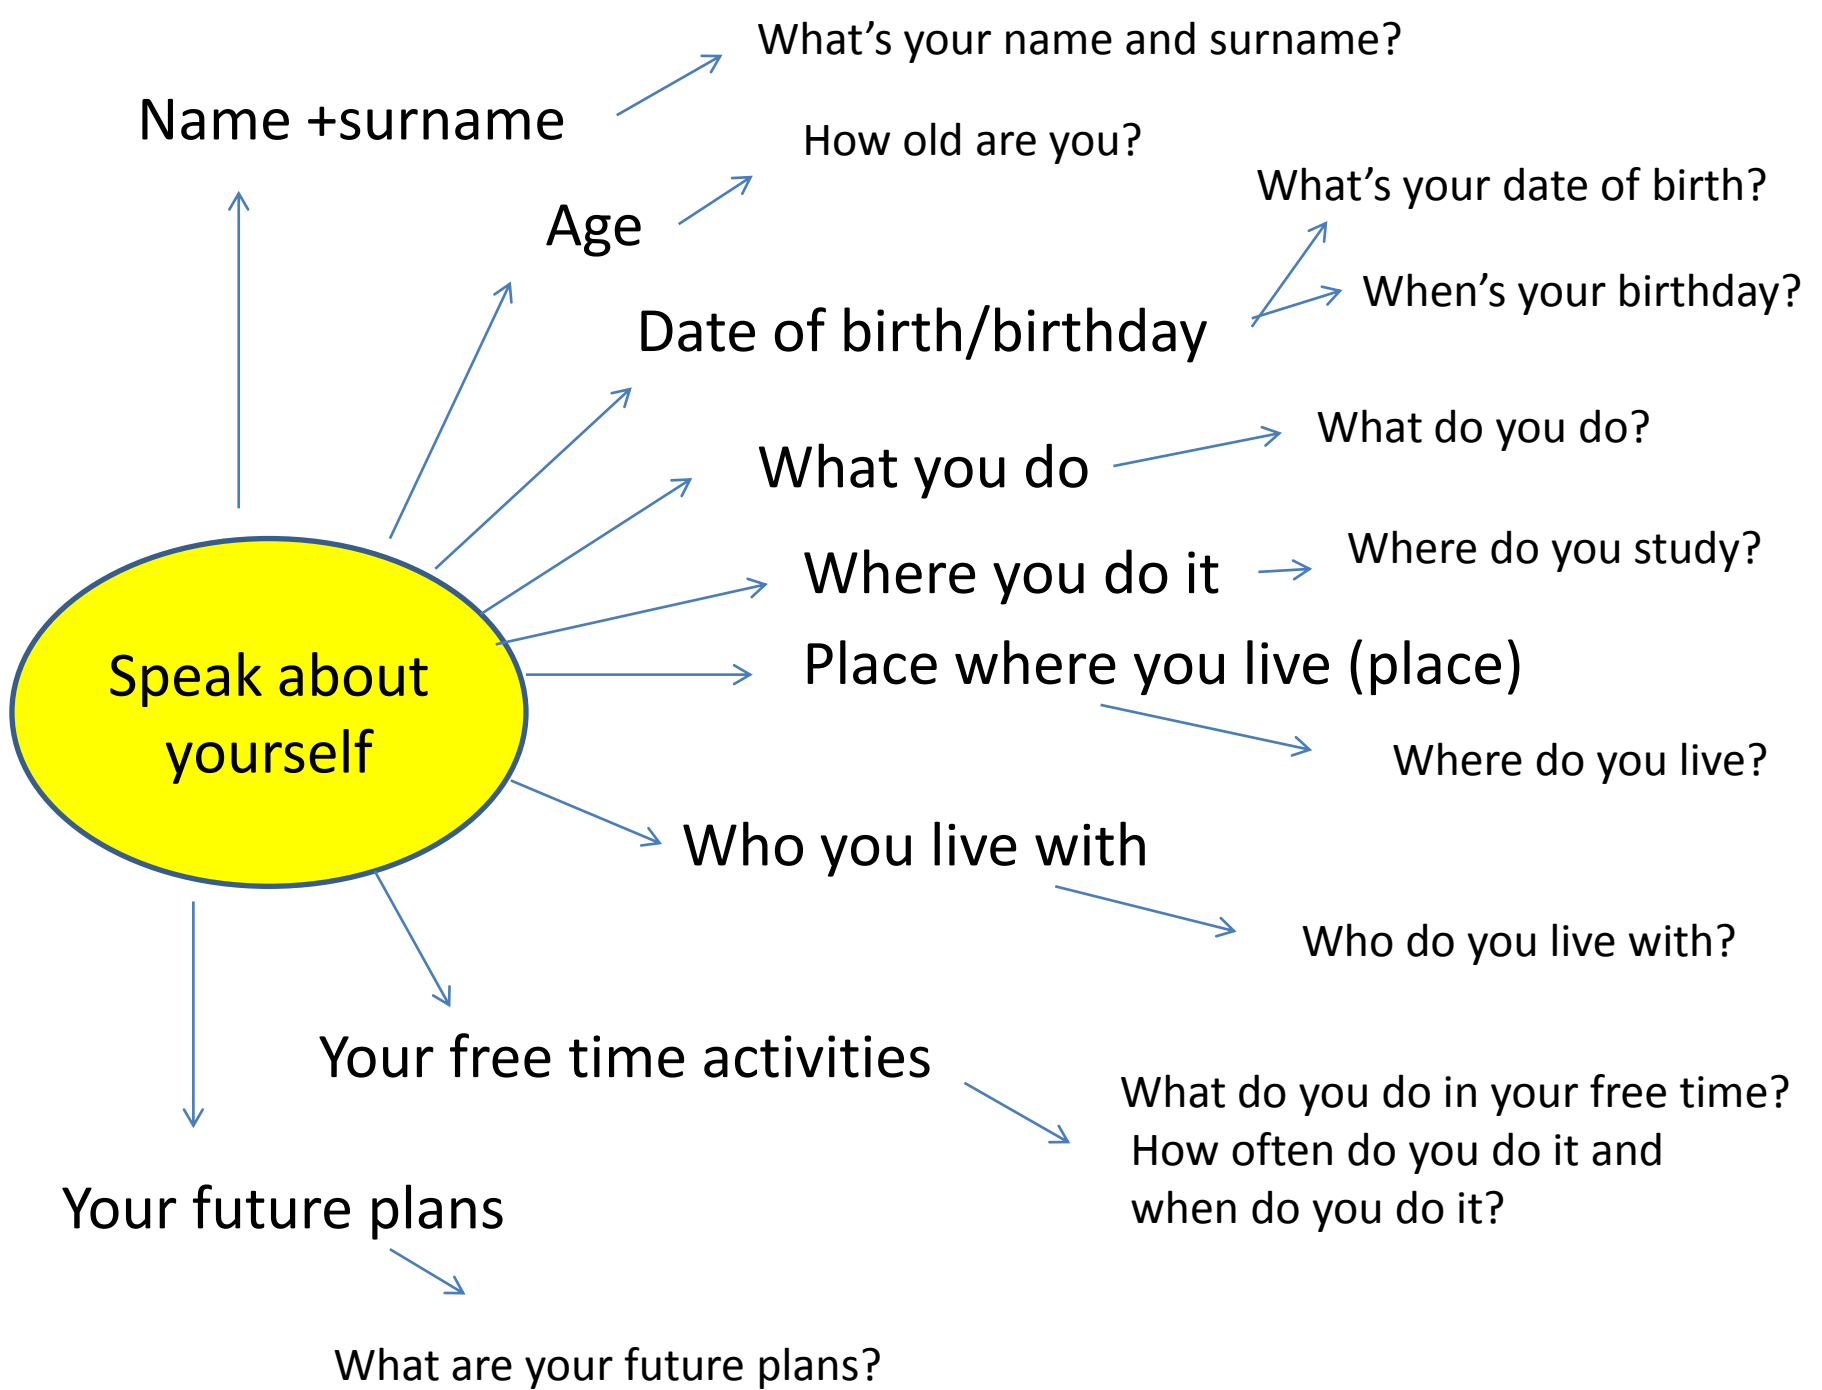 What’s your name and surname?
Name +surname
How old are you?
What’s your date of birth?
Age
When’s your birthday?
Date of birth/birthday
What do you do?
What you do
Where do you study?
Where you do it
Place where you live (place)
Speak about
yourself
Where do you live?
Who you live with
Who do you live with?
Your free time activities
What do you do in your free time?
How often do you do it and
when do you do it?
Your future plans
What are your future plans?